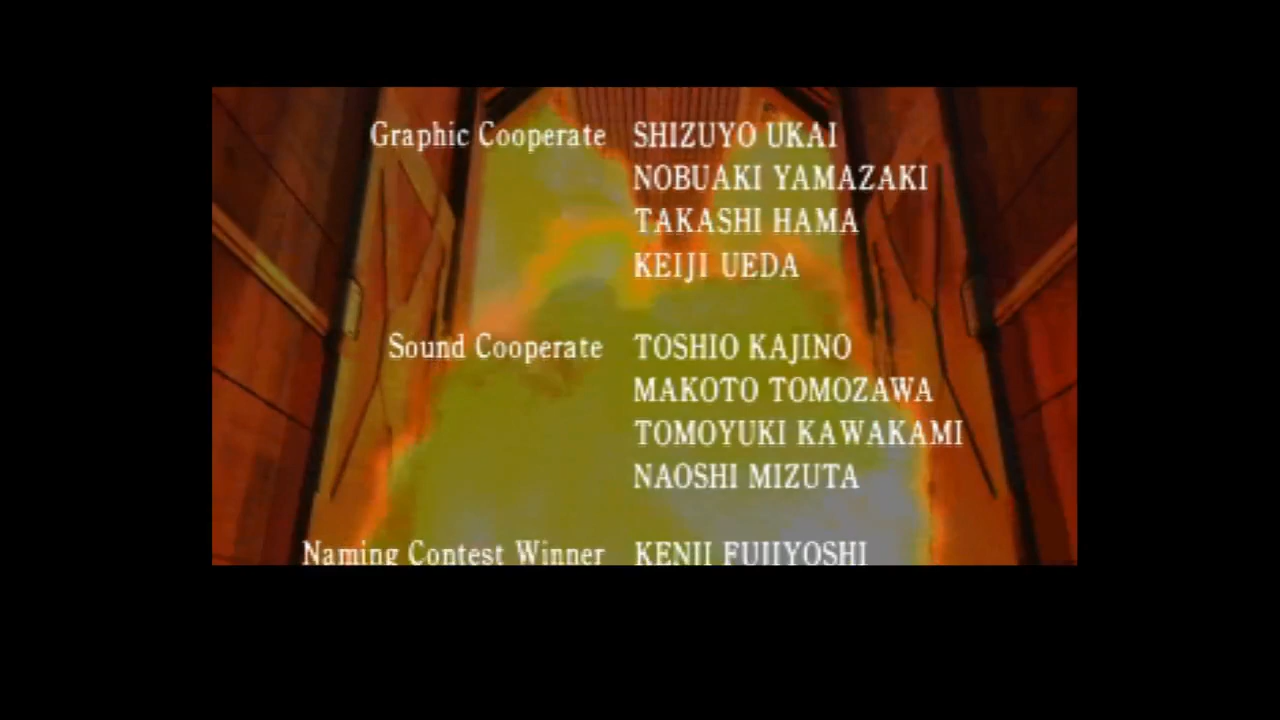 Graphic Cooperate SHIZUYO UKAI
NOBUAKI YAMAZAKI
TAKASHI HAMA
KEIJI UEDA
Sound Cooperate TOSHIO KAJINO
MAKOTO TOMOZAWA
TOMOYUKI KAWAKAMI
NAOSHI MIZUTA
Naming Contest Winner KENJI FUJIYOSHI